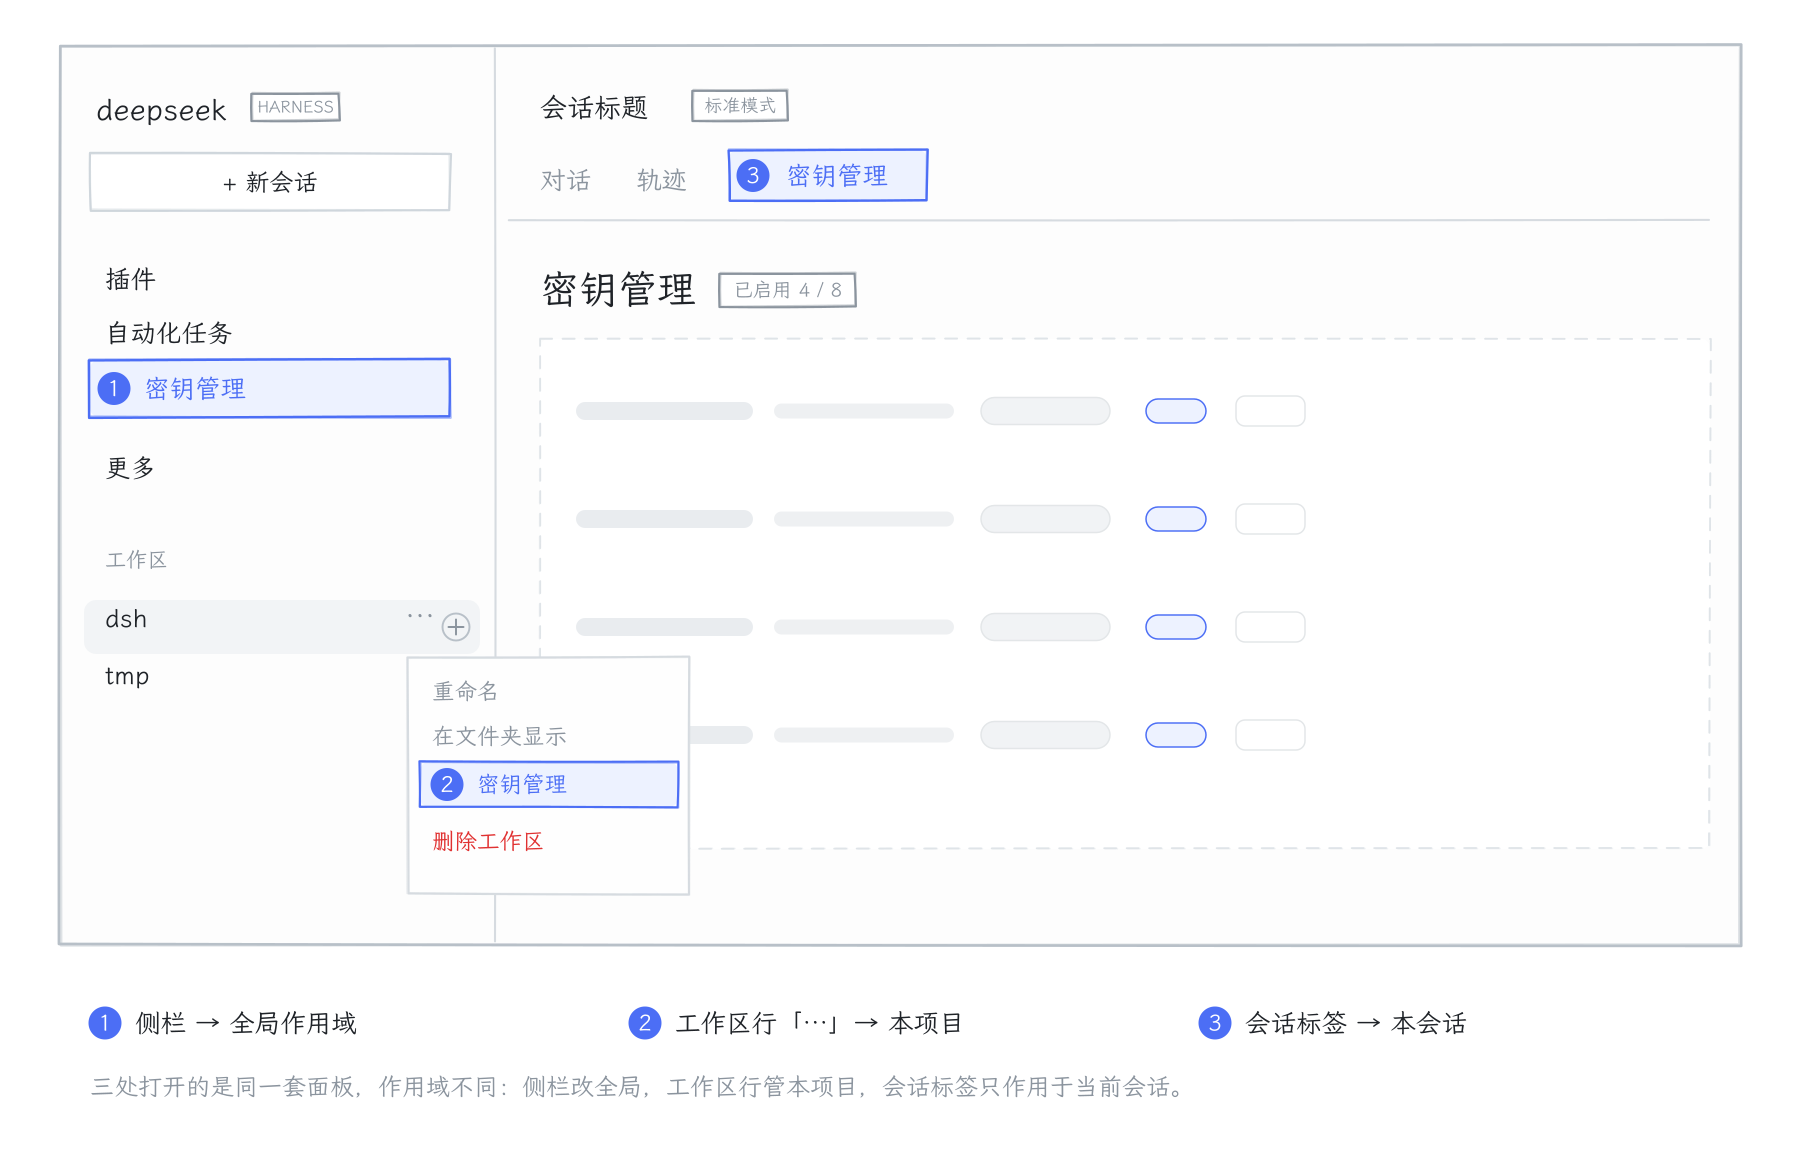 deepseek HARNESS
+ 新会话
插件
自动化任务
1 密钥管理
更多
工作区
dsh ···
tmp
会话标题 标准模式
对话 轨迹 3 密钥管理
密钥管理 已启用 4 / 8
重命名
在文件夹显示
2 密钥管理
删除工作区
1 侧栏 → 全局作用域
2 工作区行「···」→ 本项目
3 会话标签 → 本会话
三处打开的是同一套面板，作用域不同：侧栏改全局，工作区行管本项目，会话标签只作用于当前会话。